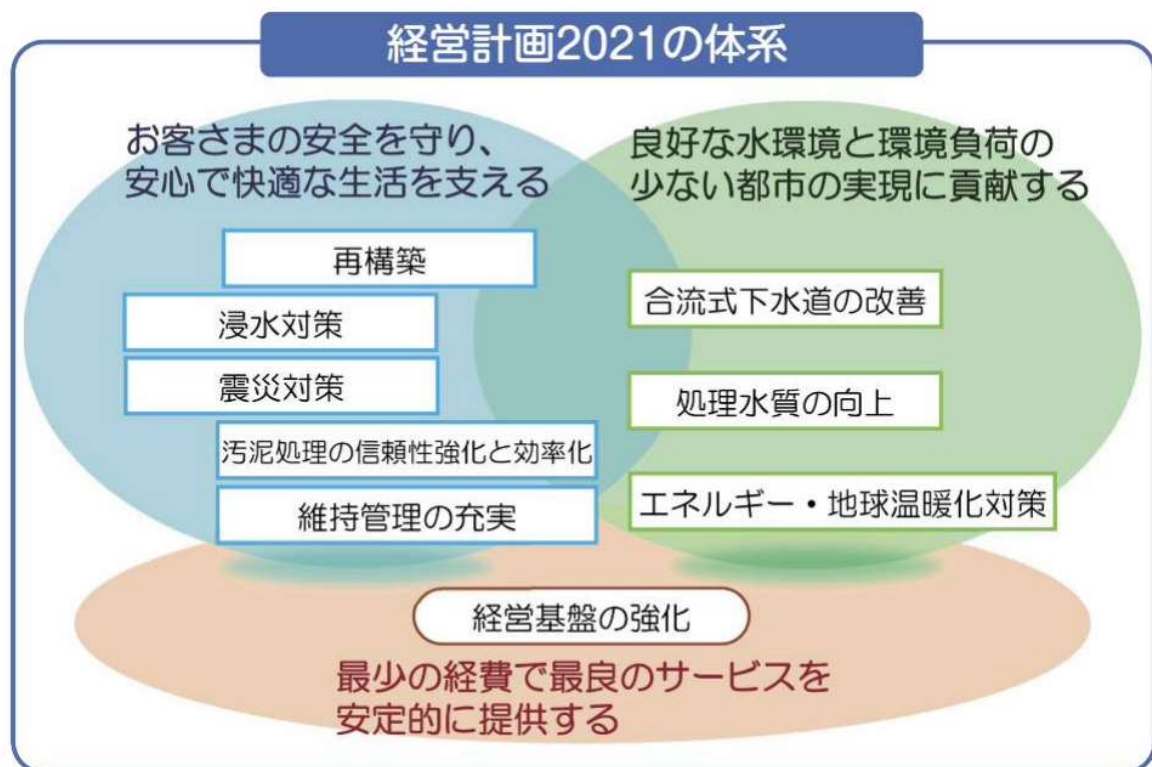 経営計画2021の体系
お客さまの安全を守り、
安心で快適な生活を支える
再構築
浸水対策
震災対策
汚泥処理の信頼性強化と効率化
維持管理の充実
良好な水環境と環境負荷の
少ない都市の実現に貢献する
合流式下水道の改善
処理水質の向上
エネルギー・地球温暖化対策
経営基盤の強化
最少の経費で最良のサービスを
安定的に提供する